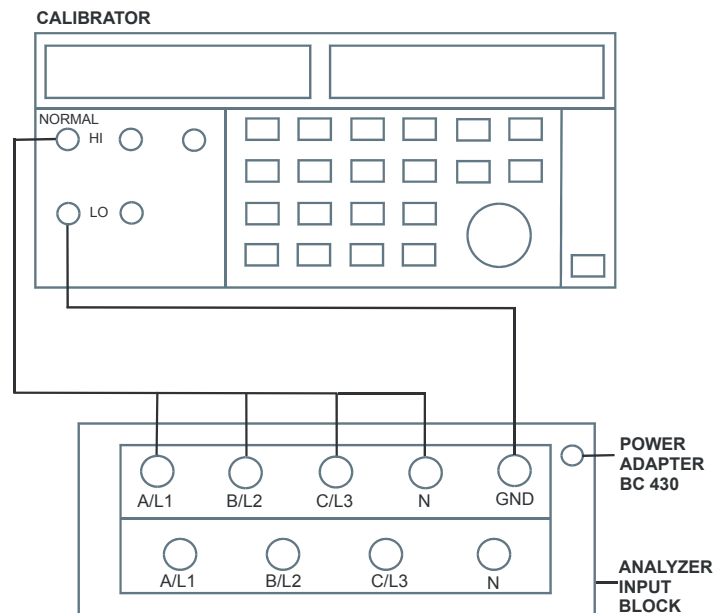 CALIBRATOR
NORMAL
HI
LO
POWER
ADAPTER
BC 430
A/L1 B/L2 C/L3 N GND
A/L1 B/L2 C/L3 N
ANALYZER
INPUT
BLOCK